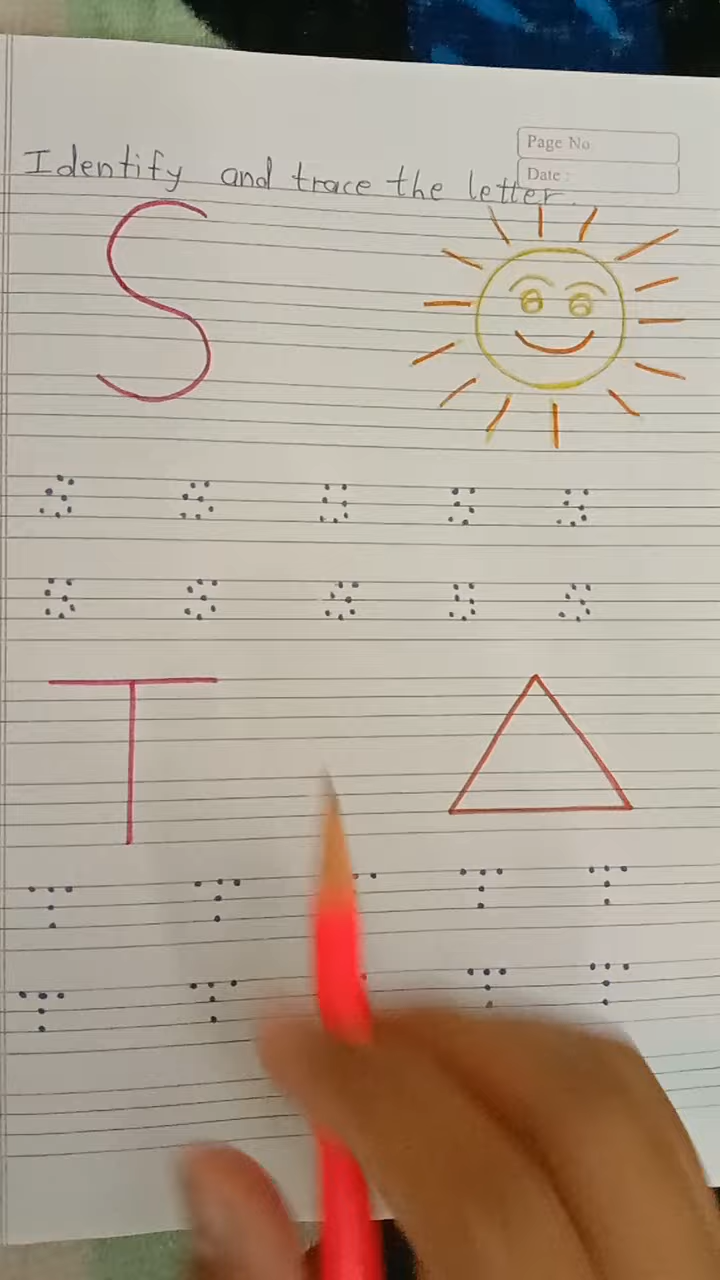 Page No
Date :
Identify and trace the letter.
S
S S S S S
S S S S S
T
T T T T T
T T T T